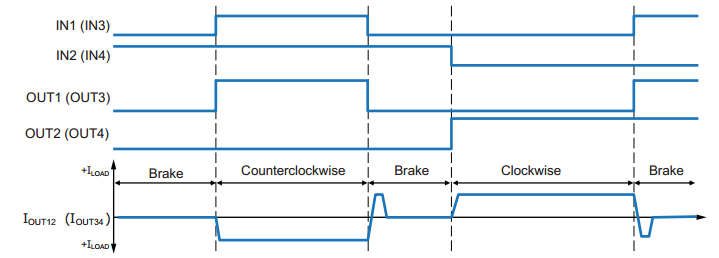 IN1 (IN3)
IN2 (IN4)
OUT1 (OUT3)
OUT2 (OUT4)
+ILOAD
Brake
Counterclockwise
Brake
Clockwise
Brake
IOUT12 (IOUT34)
+ILOAD